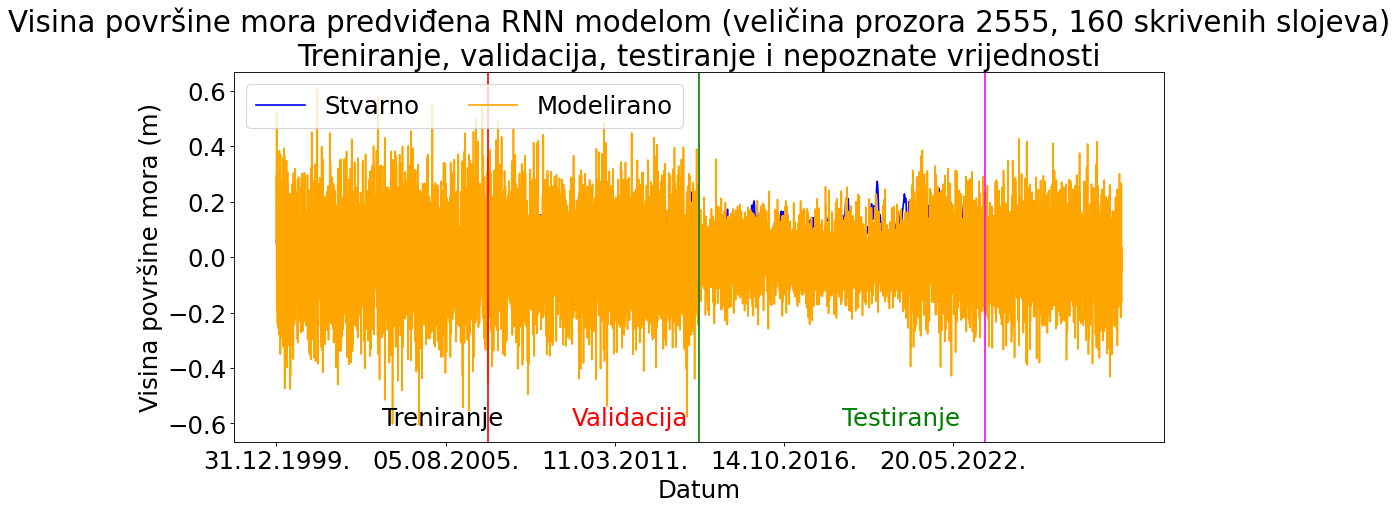 Visina površine mora predviđena RNN modelom (veličina prozora 2555, 160 skrivenih slojeva)
Treniranje, validacija, testiranje i nepoznate vrijednosti
Stvarno Modelirano
Visina površine mora (m)
0.6
0.4
0.2
0.0
−0.2
−0.4
−0.6
Treniranje Validacija Testiranje
31.12.1999. 05.08.2005. 11.03.2011. 14.10.2016. 20.05.2022.
Datum